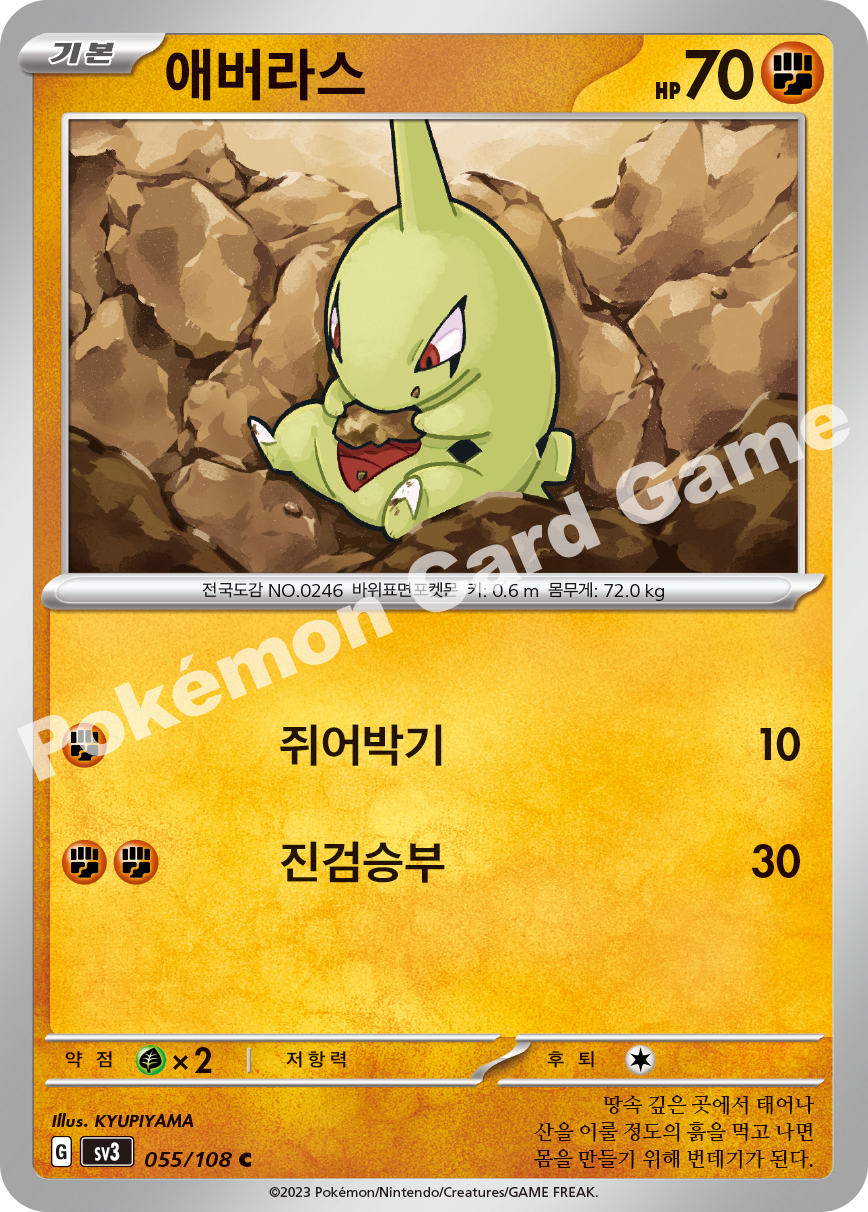 기본 애버라스 HP 70
전국도감 NO.0246 바위표면포켓몬 키: 0.6 m 몸무게: 72.0 kg
Pokémon Card Game
쥐어박기 10
진검승부 30
약점 ×2 저항력 후퇴
Illus. KYUPIYAMA
G sv3 055/108 C
땅속 깊은 곳에서 태어나
산을 이룰 정도의 흙을 먹고 나면
몸을 만들기 위해 번데기가 된다.
©2023 Pokémon/Nintendo/Creatures/GAME FREAK.